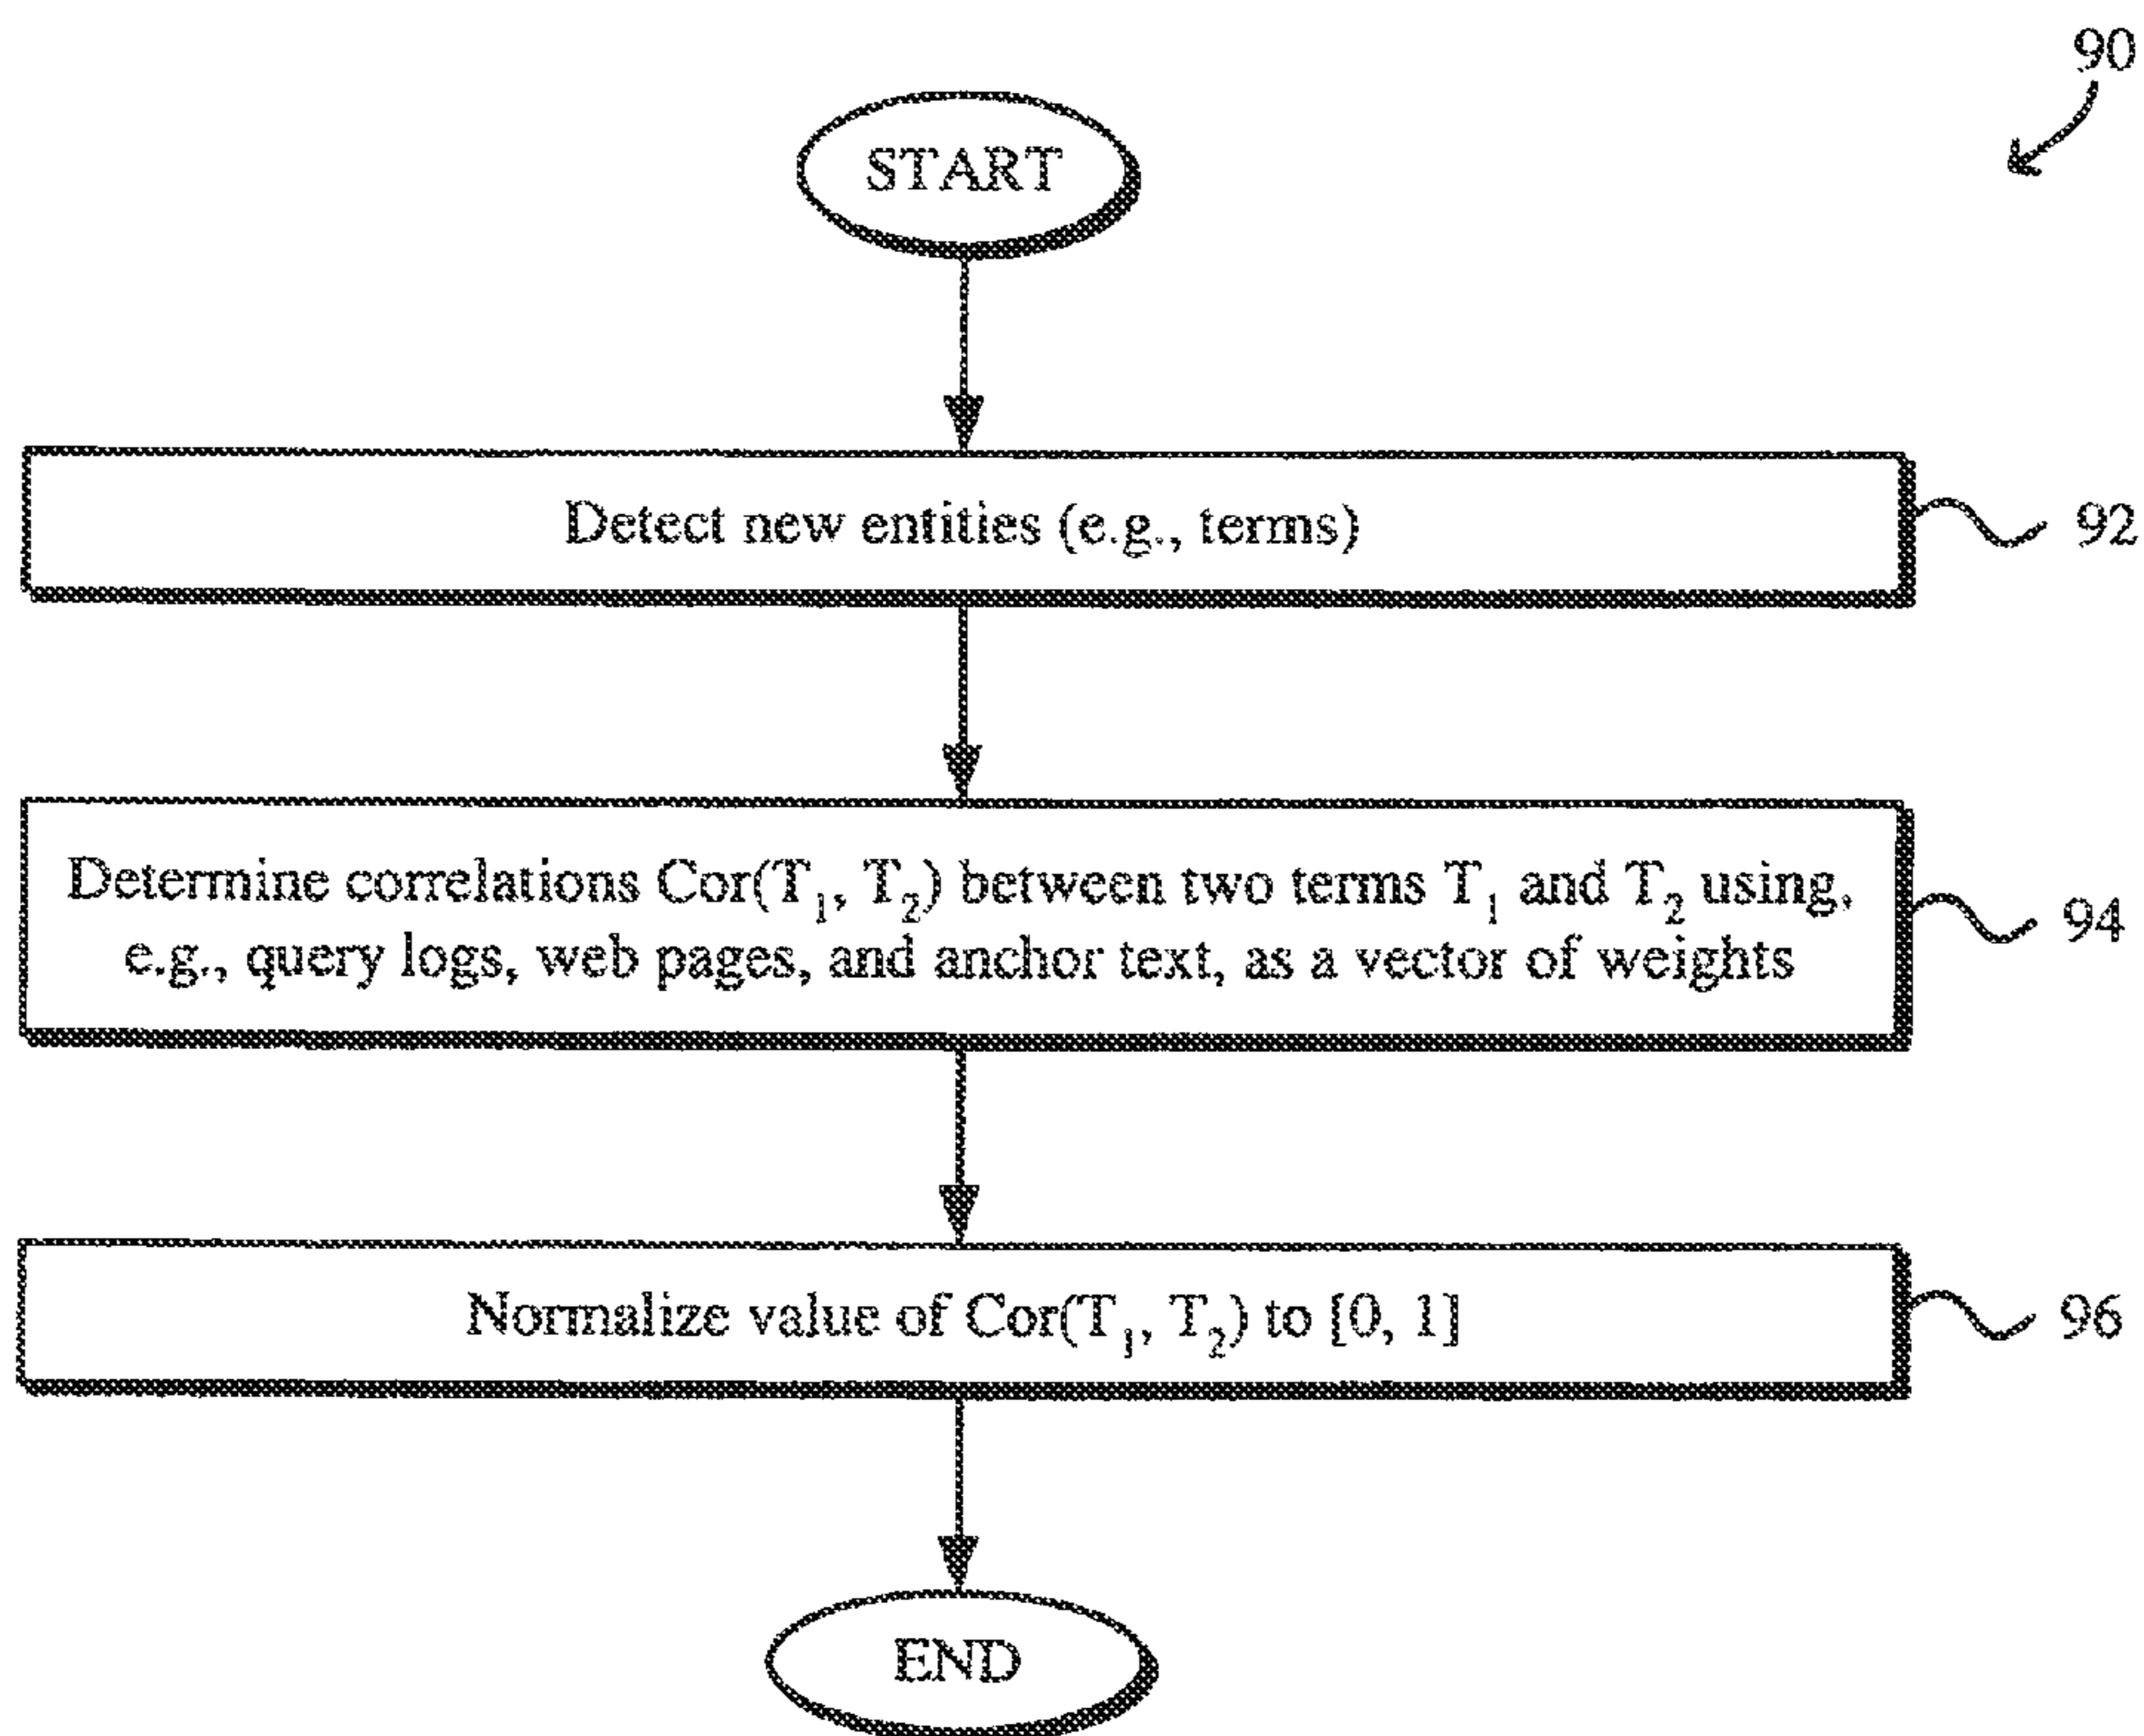 90
START
Detect new entities (e.g., terms)
92
Determine correlations Cor(T₁, T₂) between two terms T₁ and T₂ using,
e.g., query logs, web pages, and anchor text, as a vector of weights
94
Normalize value of Cor(T₁, T₂) to [0, 1]
96
END